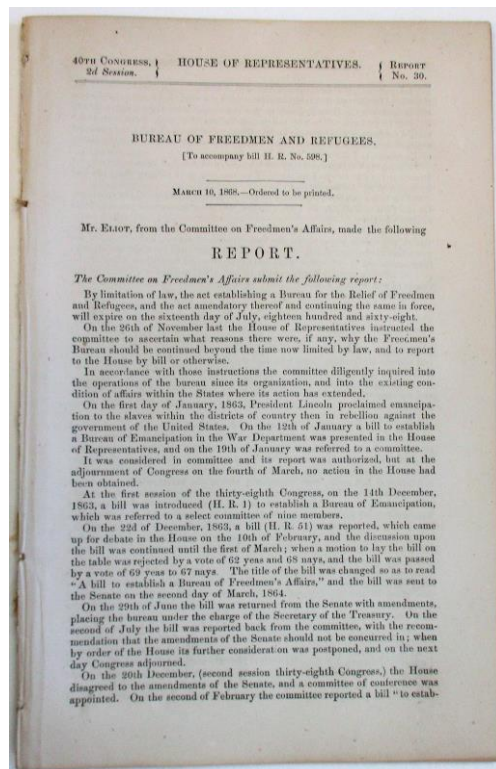 40TH CONGRESS, HOUSE OF REPRESENTATIVES. REPORT
2d Session. No. 30.
BUREAU OF FREEDMEN AND REFUGEES.
[To accompany bill H. R. No. 598.]
MARCH 10, 1868.—Ordered to be printed.
Mr. ELIOT, from the Committee on Freedmen's Affairs, made the following
REPORT.
The Committee on Freedmen's Affairs submit the following report:
By limitation of law, the act establishing a Bureau for the Relief of Freedmen
and Refugees, and the act amendatory thereof and continuing the same in force,
will expire on the sixteenth day of July, eighteen hundred and sixty-eight.
On the 26th of November last the House of Representatives instructed the
committee to ascertain what reasons there were, if any, why the Freedmen's
Bureau should be continued beyond the time now limited by law, and to report
to the House by bill or otherwise.
In accordance with those instructions the committee diligently inquired into
the operations of the bureau since its organization, and into the existing con-
dition of affairs within the States where its action has extended.
On the first day of January, 1863, President Lincoln proclaimed emancipa-
tion to the slaves within the districts of country then in rebellion against the
government of the United States. On the 12th of January a bill to establish
a Bureau of Emancipation in the War Department was presented in the House
of Representatives, and on the 19th of January was referred to a committee.
It was considered in committee and its report was authorized, but at the
adjournment of Congress on the fourth of March, no action in the House had
been obtained.
At the first session of the thirty-eighth Congress, on the 14th December,
1863, a bill was introduced (H. R. 1) to establish a Bureau of Emancipation,
which was referred to a select committee of nine members.
On the 22d of December, 1863, a bill (H. R. 51) was reported, which came
up for debate in the House on the 10th of February, and the discussion upon
the bill was continued until the first of March; when a motion to lay the bill on
the table was rejected by a vote of 62 yeas and 68 nays, and the bill was passed
by a vote of 69 yeas to 67 nays. The title of the bill was changed so as to read
"A bill to establish a Bureau of Freedmen's Affairs," and the bill was sent to
the Senate on the second day of March, 1864.
On the 29th of June the bill was returned from the Senate with amendments,
placing the bureau under the charge of the Secretary of the Treasury. On the
second of July the bill was reported back from the committee, with the recom-
mendation that the amendments of the Senate should not be concurred in; when
by order of the House its further consideration was postponed, and on the next
day Congress adjourned.
On the 20th December, (second session thirty-eighth Congress,) the House
disagreed to the amendments of the Senate, and a committee of conference was
appointed. On the second of February the committee reported a bill "to estab-